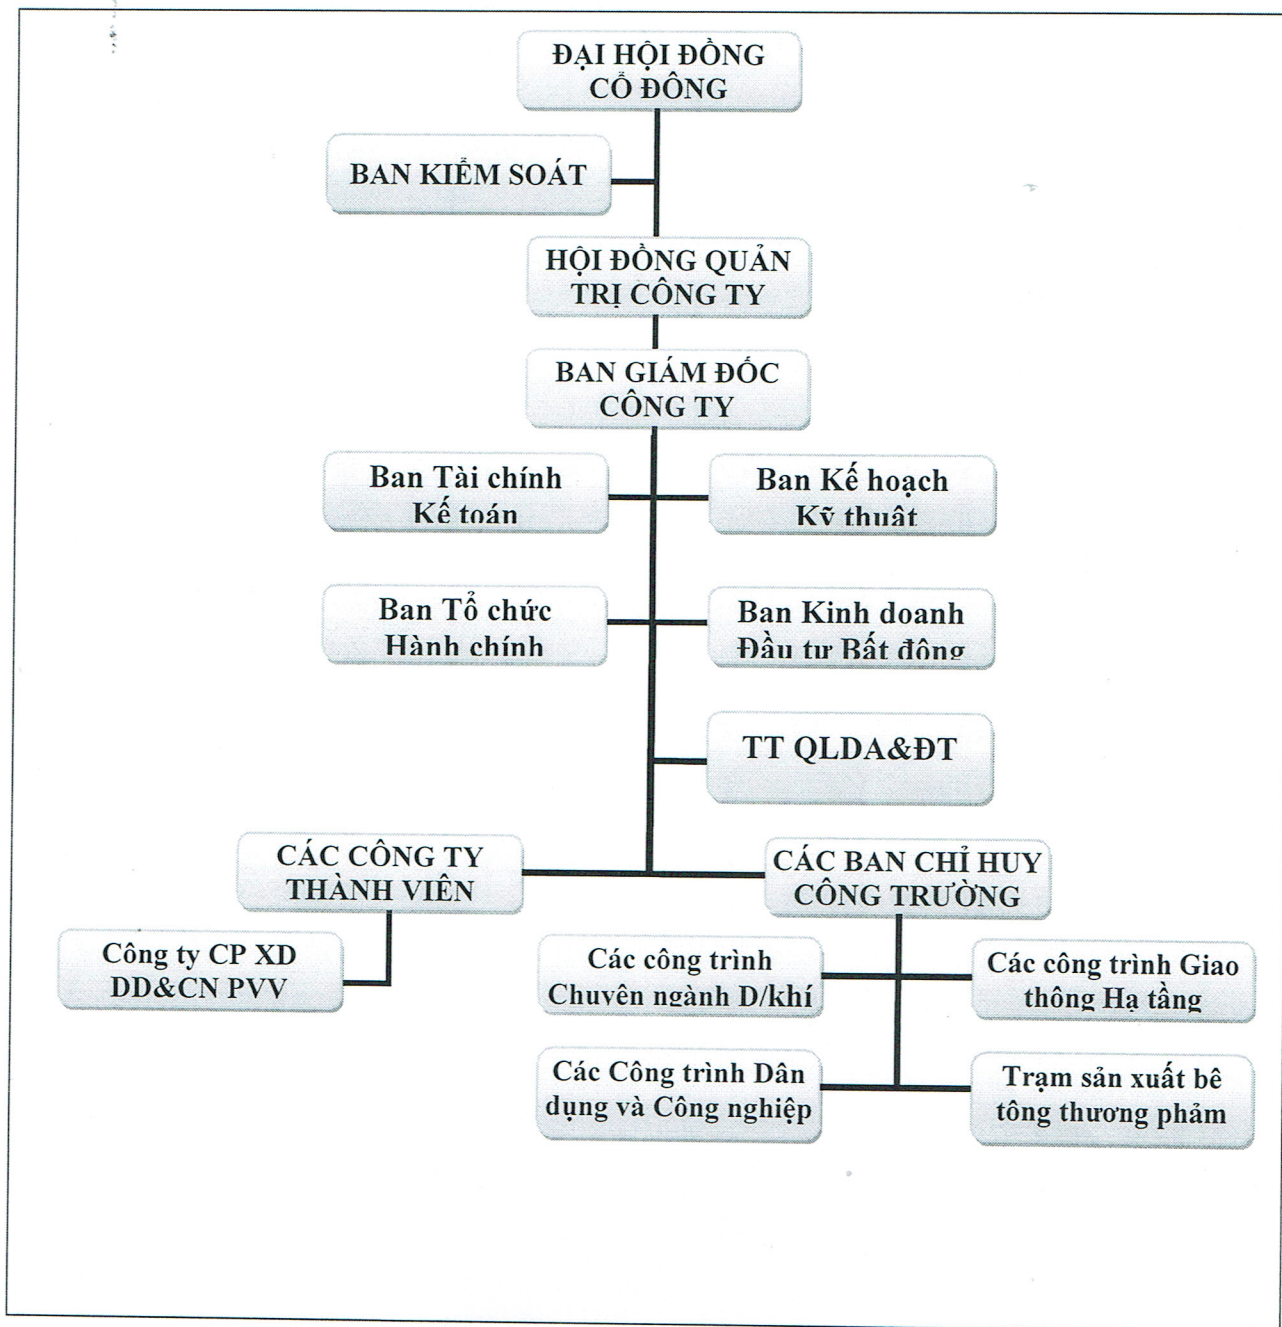 ĐẠI HỘI ĐỒNG
CỔ ĐÔNG
BAN KIỂM SOÁT
HỘI ĐỒNG QUẢN
TRỊ CÔNG TY
BAN GIÁM ĐỐC
CÔNG TY
Ban Tài chính
Kế toán
Ban Kế hoạch
Kỹ thuật
Ban Tổ chức
Hành chính
Ban Kinh doanh
Đầu tư Bất động
TT QLDA&ĐT
CÁC CÔNG TY
THÀNH VIÊN
CÁC BAN CHỈ HUY
CÔNG TRƯỜNG
Công ty CP XD
DD&CN PVV
Các công trình
Chuyên ngành D/khí
Các công trình Giao
thông Hạ tầng
Các Công trình Dân
dụng và Công nghiệp
Trạm sản xuất bê
tông thương phẩm